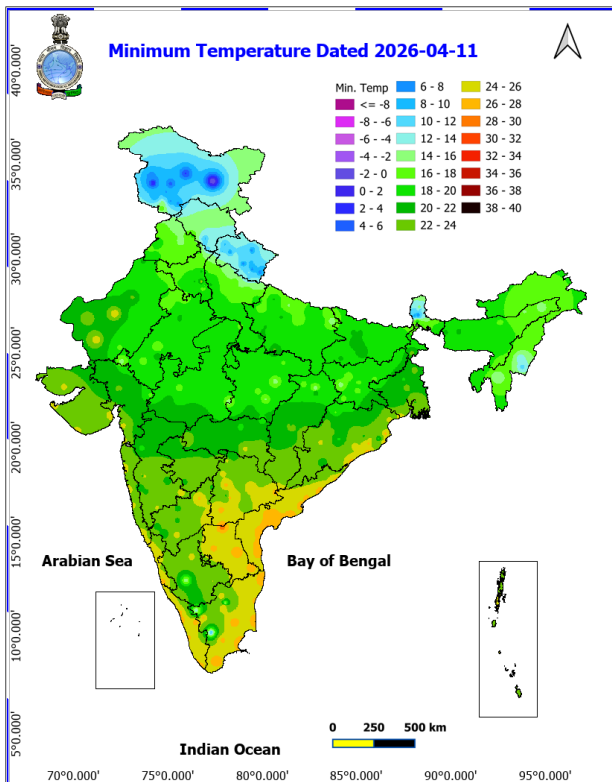 Minimum Temperature Dated 2026-04-11
Min. Temp
<= -8
-8 - -6
-6 - -4
-4 - -2
-2 - 0
0 - 2
2 - 4
4 - 6
6 - 8
8 - 10
10 - 12
12 - 14
14 - 16
16 - 18
18 - 20
20 - 22
22 - 24
24 - 26
26 - 28
28 - 30
30 - 32
32 - 34
34 - 36
36 - 38
38 - 40
40°0.000'
35°0.000'
30°0.000'
25°0.000'
20°0.000'
15°0.000'
10°0.000'
5°0.000'
Arabian Sea
Bay of Bengal
Indian Ocean
0 250 500 km
70°0.000' 75°0.000' 80°0.000' 85°0.000' 90°0.000' 95°0.000'